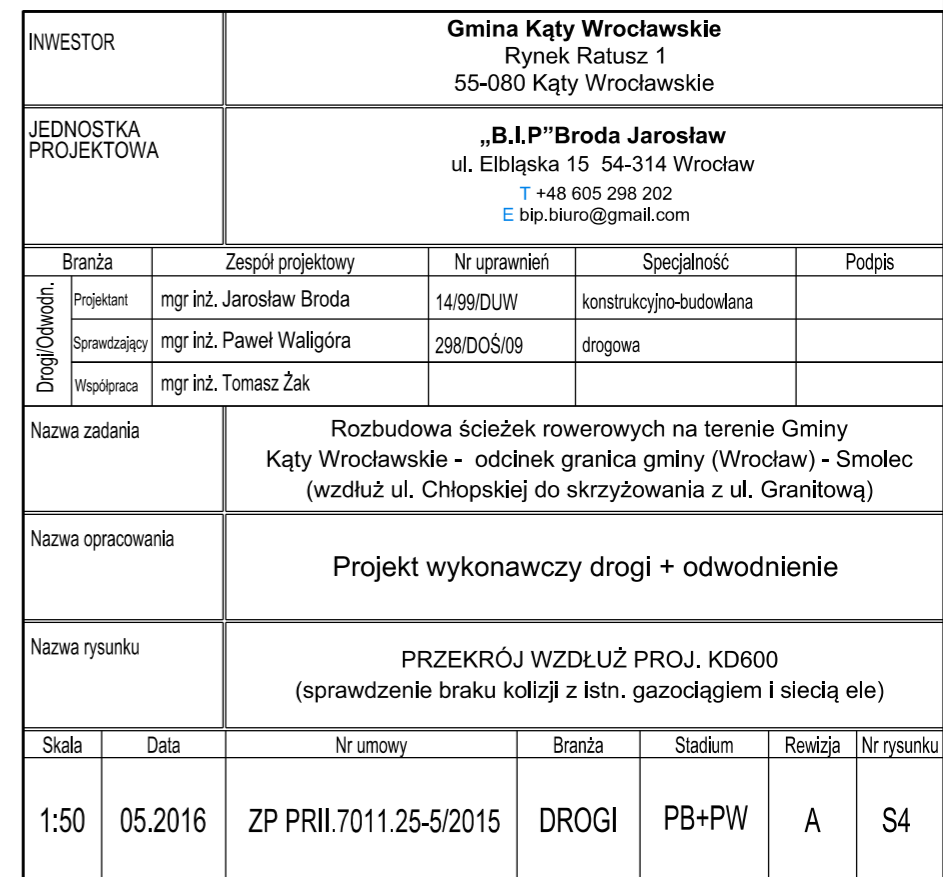 INWESTOR
Gmina Kąty Wrocławskie
Rynek Ratusz 1
55-080 Kąty Wrocławskie
JEDNOSTKA
PROJEKTOWA
„B.I.P”Broda Jarosław
ul. Elbląska 15 54-314 Wrocław
T +48 605 298 202
E bip.biuro@gmail.com
Branża Zespół projektowy Nr uprawnień Specjalność Podpis
Drogi/Odwodn.
Projektant mgr inż. Jarosław Broda 14/99/DUW konstrukcyjno-budowlana
Sprawdzający mgr inż. Paweł Waligóra 298/DOŚ/09 drogowa
Współpraca mgr inż. Tomasz Żak
Nazwa zadania
Rozbudowa ścieżek rowerowych na terenie Gminy
Kąty Wrocławskie - odcinek granica gminy (Wrocław) - Smolec
(wzdłuż ul. Chłopskiej do skrzyżowania z ul. Granitową)
Nazwa opracowania
Projekt wykonawczy drogi + odwodnienie
Nazwa rysunku
PRZEKRÓJ WZDŁUŻ PROJ. KD600
(sprawdzenie braku kolizji z istn. gazociągiem i siecią ele)
Skala Data Nr umowy Branża Stadium Rewizja Nr rysunku
1:50 05.2016 ZP PRII.7011.25-5/2015 DROGI PB+PW A S4